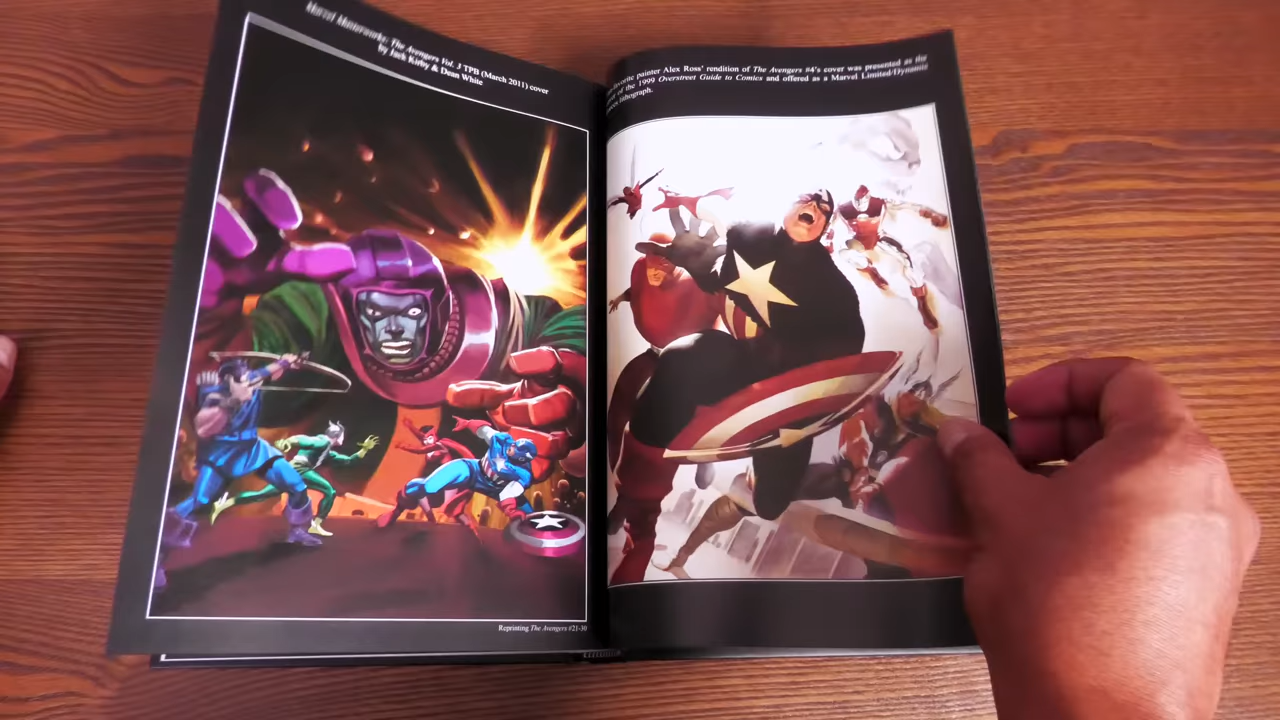 Marvel Masterworks: The Avengers Vol. 3 TPB (March 2011) cover
by Jack Kirby & Dean White
Reprinting The Avengers #21-30
favorite painter Alex Ross' rendition of The Avengers #4's cover was presented as the
of the 1999 Overstreet Guide to Comics and offered as a Marvel Limited/Dynamic
lithograph.